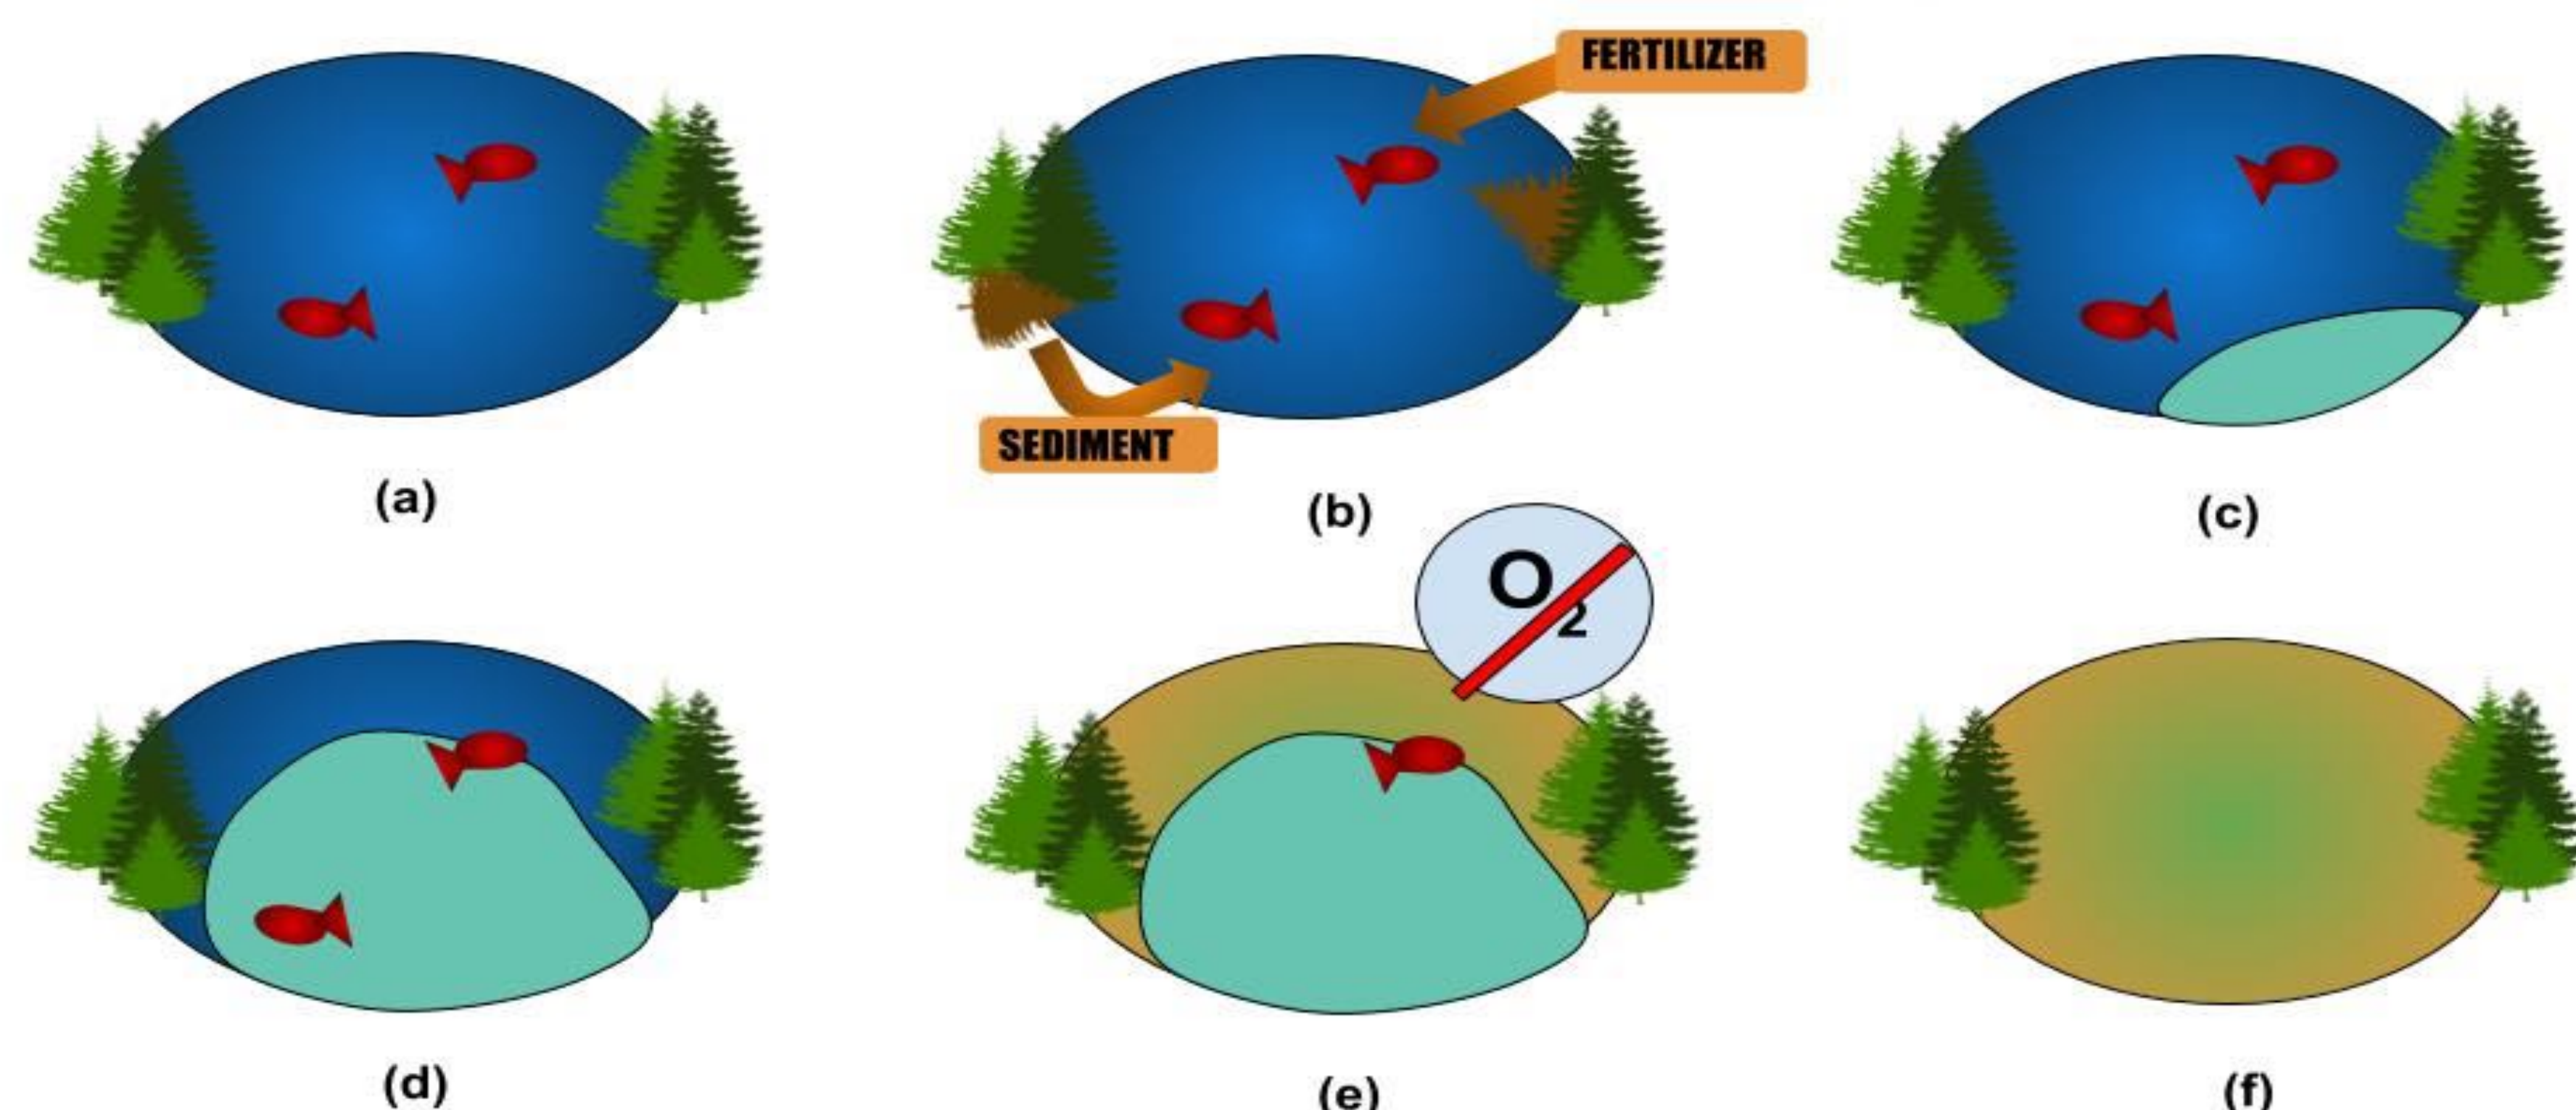 FERTILIZER
SEDIMENT
(a)
(b)
(c)
O2
(d)
(e)
(f)